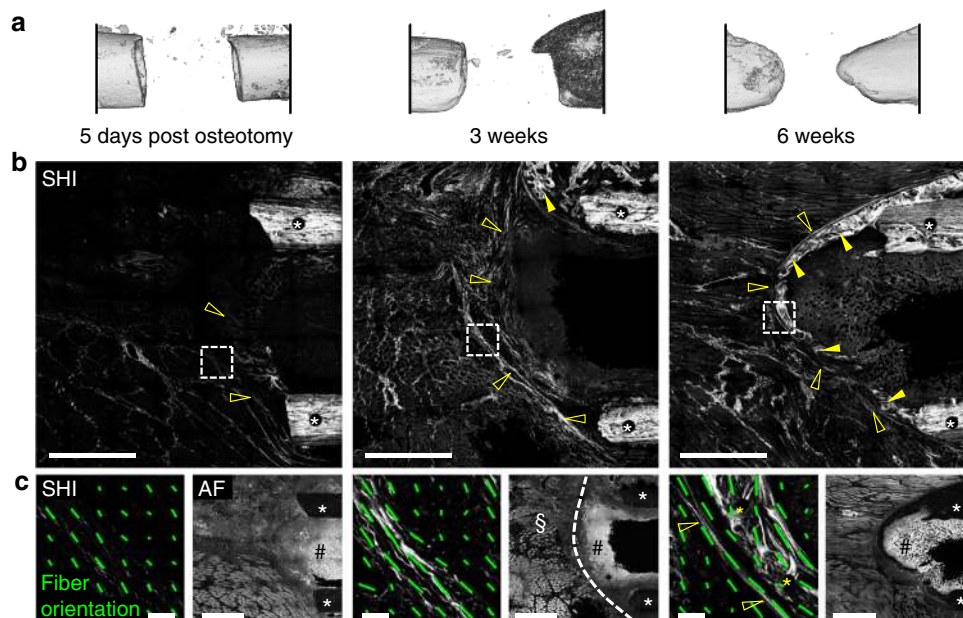 a
5 days post osteotomy
3 weeks
6 weeks
b
SHI
*
*
*
*
*
*
c
SHI
AF
Fiber
orientation
*
#
*
§
*
#
*
*
*
*
#
*